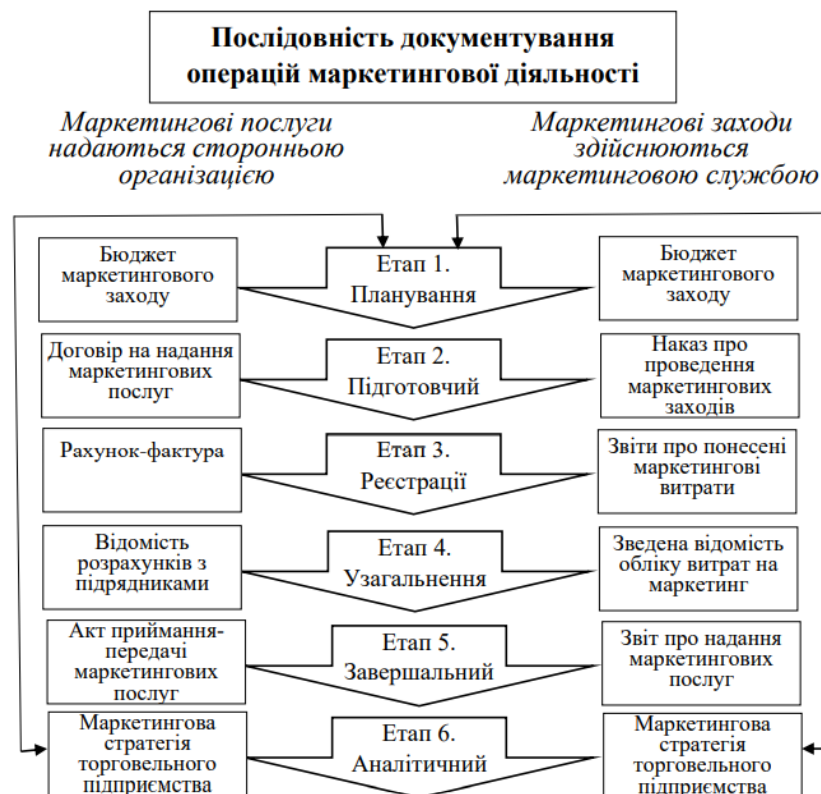 Послідовність документування
операцій маркетингової діяльності
Маркетингові послуги
надаються сторонньою
організацією
Маркетингові заходи
здійснюються
маркетинговою службою
Бюджет
маркетингового
заходу
Етап 1.
Планування
Бюджет
маркетингового
заходу
Договір на надання
маркетингових
послуг
Етап 2.
Підготовчий
Наказ про
проведення
маркетингових
заходів
Рахунок-фактура
Етап 3.
Реєстрації
Звіти про понесені
маркетингові
витрати
Відомість
розрахунків з
підрядниками
Етап 4.
Узагальнення
Зведена відомість
обліку витрат на
маркетинг
Акт приймання-
передачі
маркетингових
послуг
Етап 5.
Завершальний
Звіт про надання
маркетингових
послуг
Маркетингова
стратегія
торговельного
підприємства
Етап 6.
Аналітичний
Маркетингова
стратегія
торговельного
підприємства